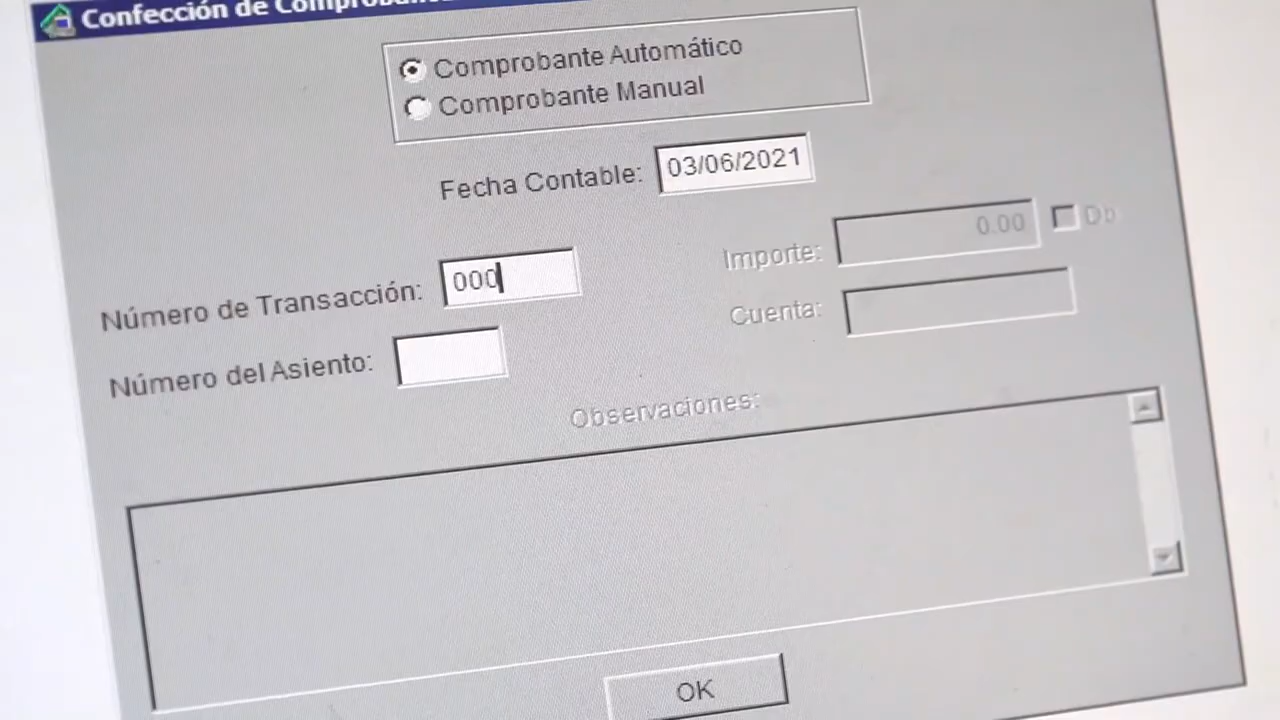 Confección de
Comprobante Automático
Comprobante Manual
Fecha Contable: 03/06/2021
Importe: 0.00 Db
Número de Transacción: 000
Cuenta:
Número del Asiento:
Observaciones:
OK